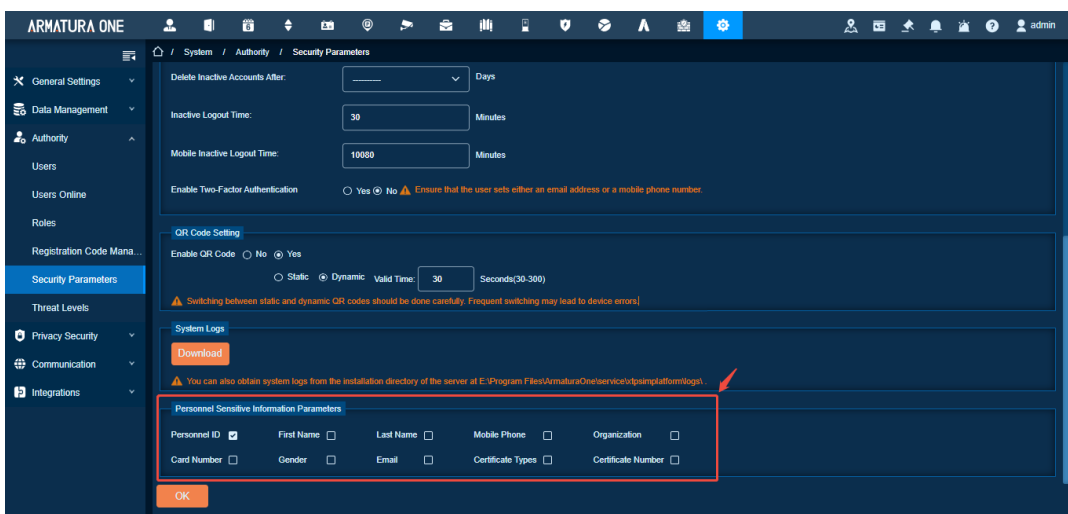 ARMATURA ONE
admin
/ System / Authority / Security Parameters
General Settings
Data Management
Authority
Users
Users Online
Roles
Registration Code Mana...
Security Parameters
Threat Levels
Privacy Security
Communication
Integrations
Delete Inactive Accounts After: ---------- Days
Inactive Logout Time: 30 Minutes
Mobile Inactive Logout Time: 10080 Minutes
Enable Two-Factor Authentication Yes No Ensure that the user sets either an email address or a mobile phone number.
QR Code Setting
Enable QR Code No Yes
Static Dynamic Valid Time: 30 Seconds(30-300)
Switching between static and dynamic QR codes should be done carefully. Frequent switching may lead to device errors.
System Logs
Download
You can also obtain system logs from the installation directory of the server at E:\Program Files\ArmaturaOne\service\xdpsimplatform\logs\ .
Personnel Sensitive Information Parameters
Personnel ID First Name Last Name Mobile Phone Organization
Card Number Gender Email Certificate Types Certificate Number
OK